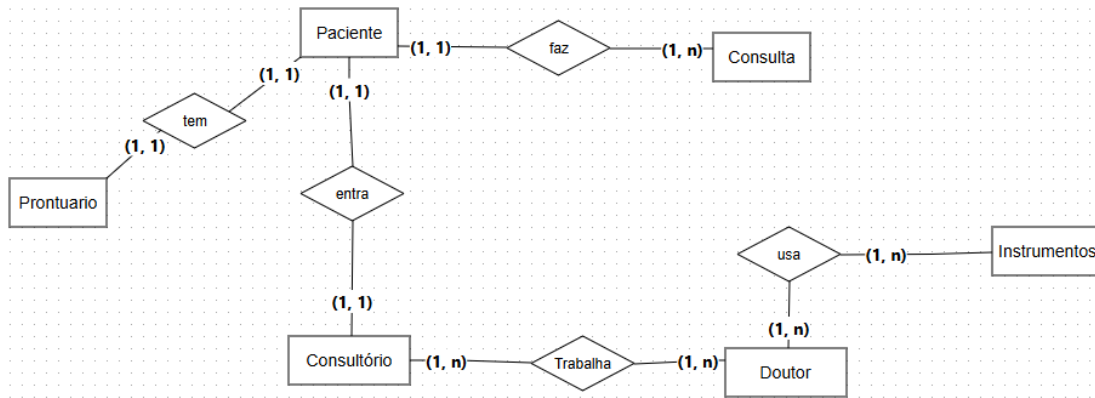 Paciente
(1, 1)
faz
(1, n)
Consulta
(1, 1)
(1, 1)
tem
(1, 1)
Prontuario
entra
usa
(1, n)
Instrumentos
(1, 1)
(1, n)
Consultório
(1, n)
Trabalha
(1, n)
Doutor